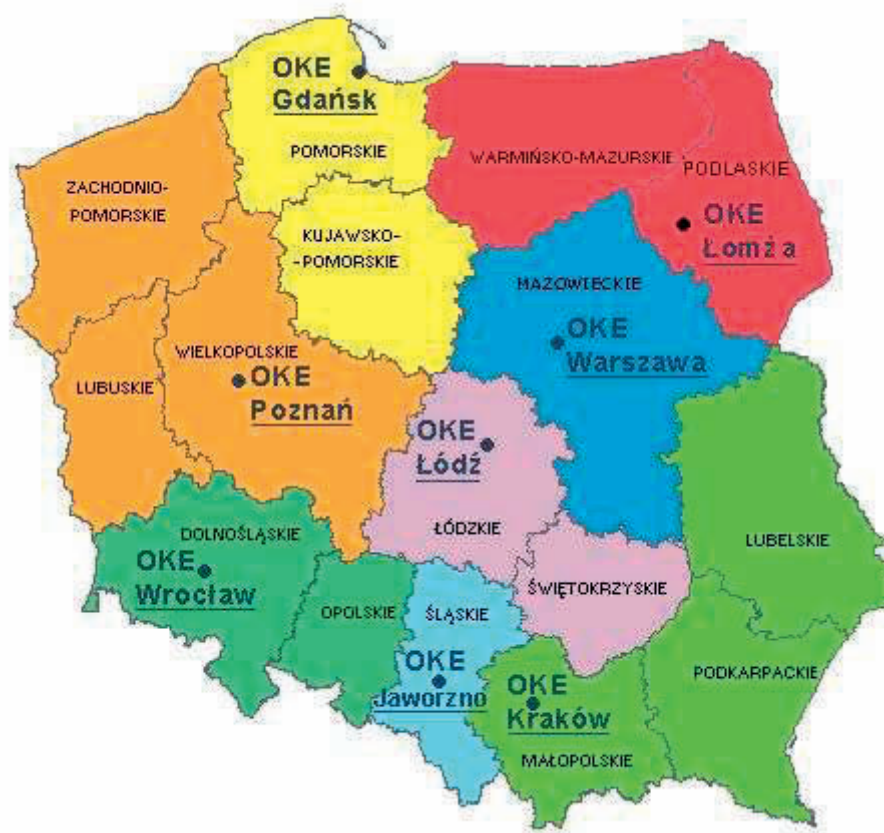 OKE
Gdańsk
POMORSKIE
WARMIŃSKO-MAZURSKIE
PODLASKIE
ZACHODNIO-
POMORSKIE
OKE
Łomża
KUJAWSKO-
-POMORSKIE
MAZOWIECKIE
OKE
Warszawa
WIELKOPOLSKIE
LUBUSKIE
OKE
Poznań
OKE
Łódź
ŁÓDZKIE
DOLNOŚLĄSKIE
LUBELSKIE
OKE
Wrocław
OPOLSKIE
ŚLĄSKIE
ŚWIĘTOKRZYSKIE
OKE
Jaworzno
OKE
Kraków
PODKARPACKIE
MAŁOPOLSKIE